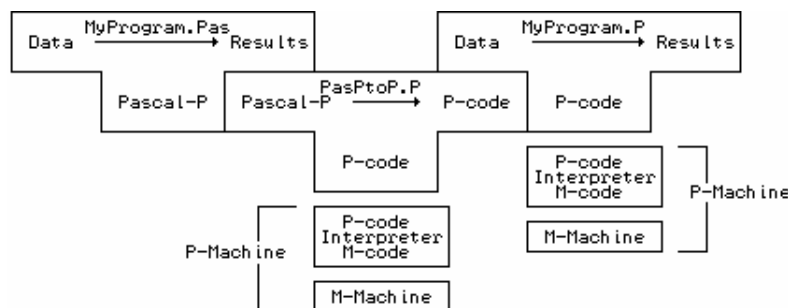 MyProgram.Pas
MyProgram.P
Data
Results
Data
Results
PasPtoP.P
Pascal-P
Pascal-P
P-code
P-code
P-code
P-code
Interpreter
M-code
P-Machine
P-code
Interpreter
M-code
P-Machine
M-Machine
M-Machine